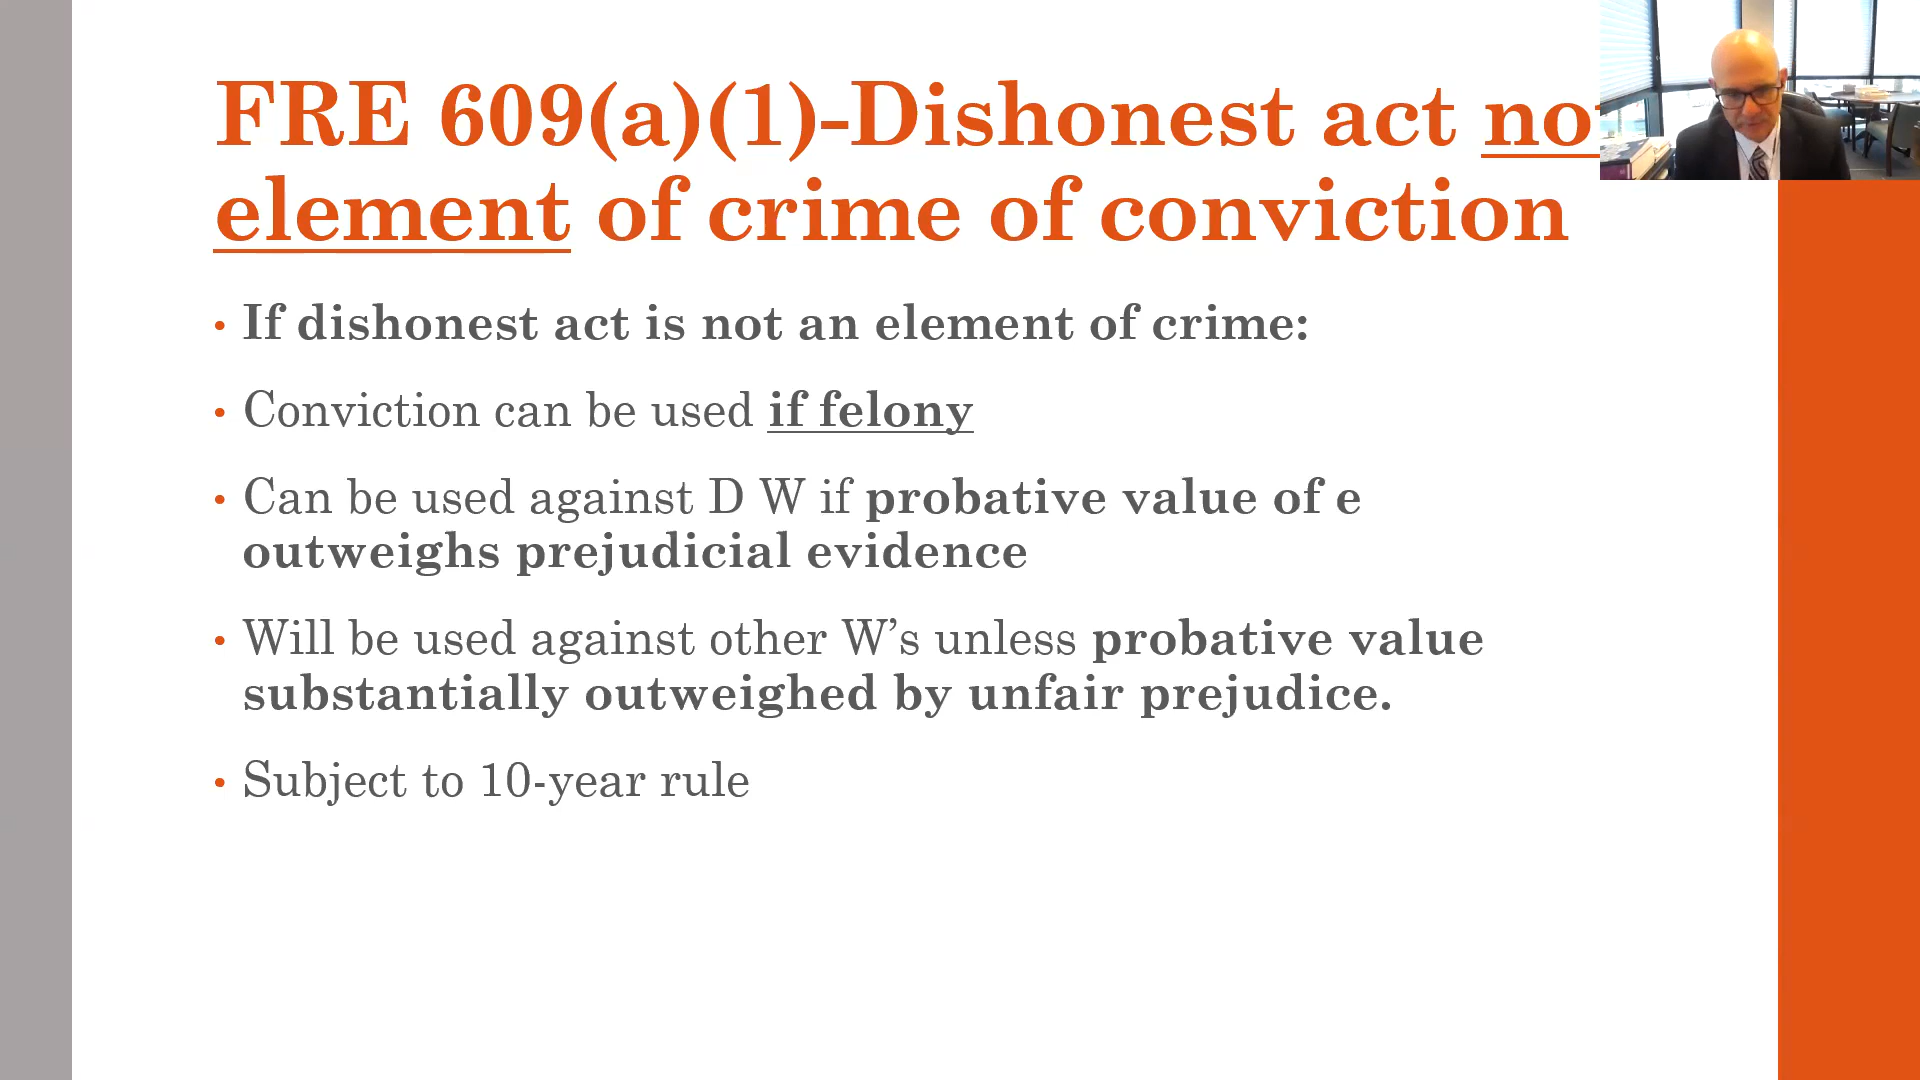 FRE 609(a)(1)-Dishonest act
element of crime of conviction
• If dishonest act is not an element of crime:
• Conviction can be used if felony
• Can be used against D W if probative value of e
outweighs prejudicial evidence
• Will be used against other W’s unless probative value
substantially outweighed by unfair prejudice.
• Subject to 10-year rule